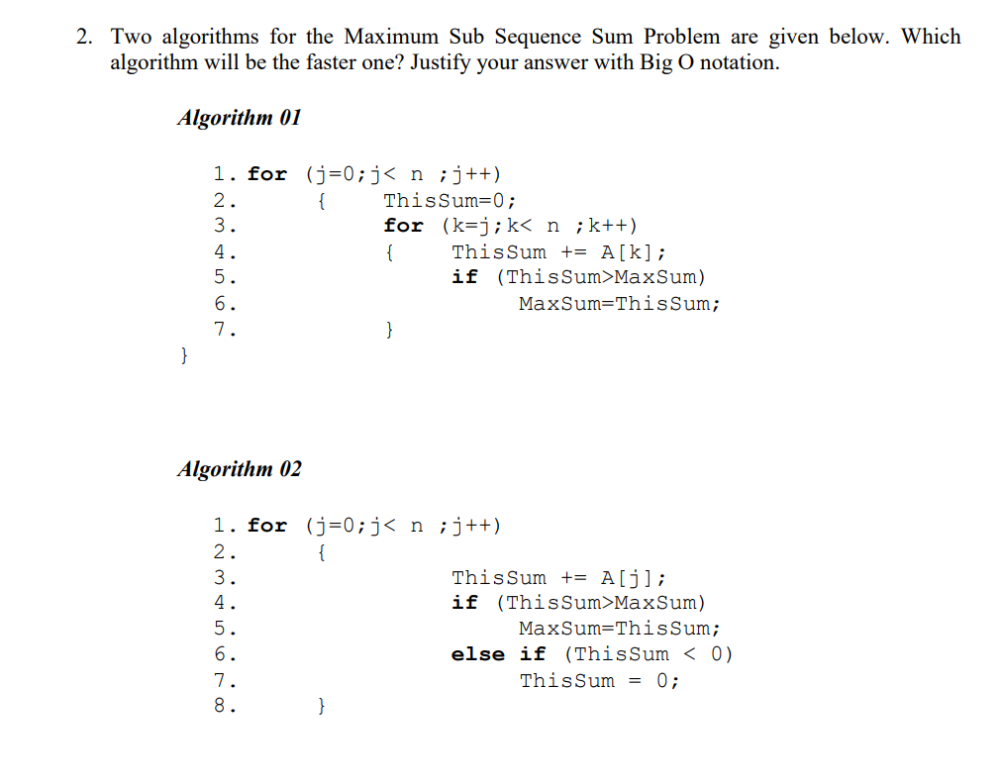 2. Two algorithms for the Maximum Sub Sequence Sum Problem are given below. Which
algorithm will be the faster one? Justify your answer with Big O notation.
Algorithm 01
1. for (j=0;j< n ;j++)
2. { ThisSum=0;
3. for (k=j;k< n ;k++)
4. { ThisSum += A[k];
5. if (ThisSum>MaxSum)
6. MaxSum=ThisSum;
7. }
}
Algorithm 02
1. for (j=0;j< n ;j++)
2. {
3. ThisSum += A[j];
4. if (ThisSum>MaxSum)
5. MaxSum=ThisSum;
6. else if (ThisSum < 0)
7. ThisSum = 0;
8. }